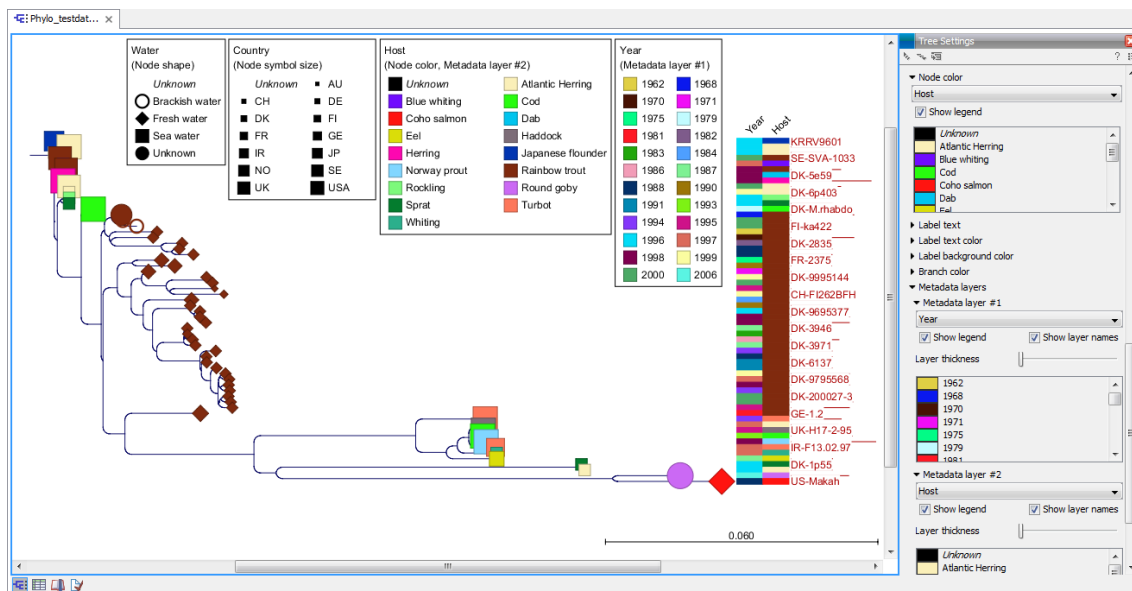 Phylo_testdat...
Water
(Node shape)
Unknown
Brackish water
Fresh water
Sea water
Unknown
Country
(Node symbol size)
Unknown AU
CH DE
DK FI
FR GE
IR JP
NO SE
UK USA
Host
(Node color, Metadata layer #2)
Unknown Atlantic Herring
Blue whiting Cod
Coho salmon Dab
Eel Haddock
Herring Japanese flounder
Norway prout Rainbow trout
Rockling Round goby
Sprat Turbot
Whiting
Year
(Metadata layer #1)
1962 1968
1970 1971
1975 1979
1981 1982
1983 1984
1986 1987
1988 1990
1991 1993
1994 1995
1996 1997
1998 1999
2000 2006
Year Host
KRRV9601
SE-SVA-1033
DK-5e59
DK-6p403
DK-M.rhabdo
FI-ka422
DK-2835
FR-2375
DK-9995144
CH-FI262BFH
DK-9695377
DK-3946
DK-3971
DK-6137
DK-9795568
DK-200027-3
GE-1.2
UK-H17-2-95
IR-F13.02.97
DK-1p55
US-Makah
0.060
Tree Settings
?
Node color
Host
Show legend
Unknown
Atlantic Herring
Blue whiting
Cod
Coho salmon
Dab
Eel
Label text
Label text color
Label background color
Branch color
Metadata layers
Metadata layer #1
Year
Show legend Show layer names
Layer thickness
1962
1968
1970
1971
1975
1979
1981
Metadata layer #2
Host
Show legend Show layer names
Layer thickness
Unknown
Atlantic Herring